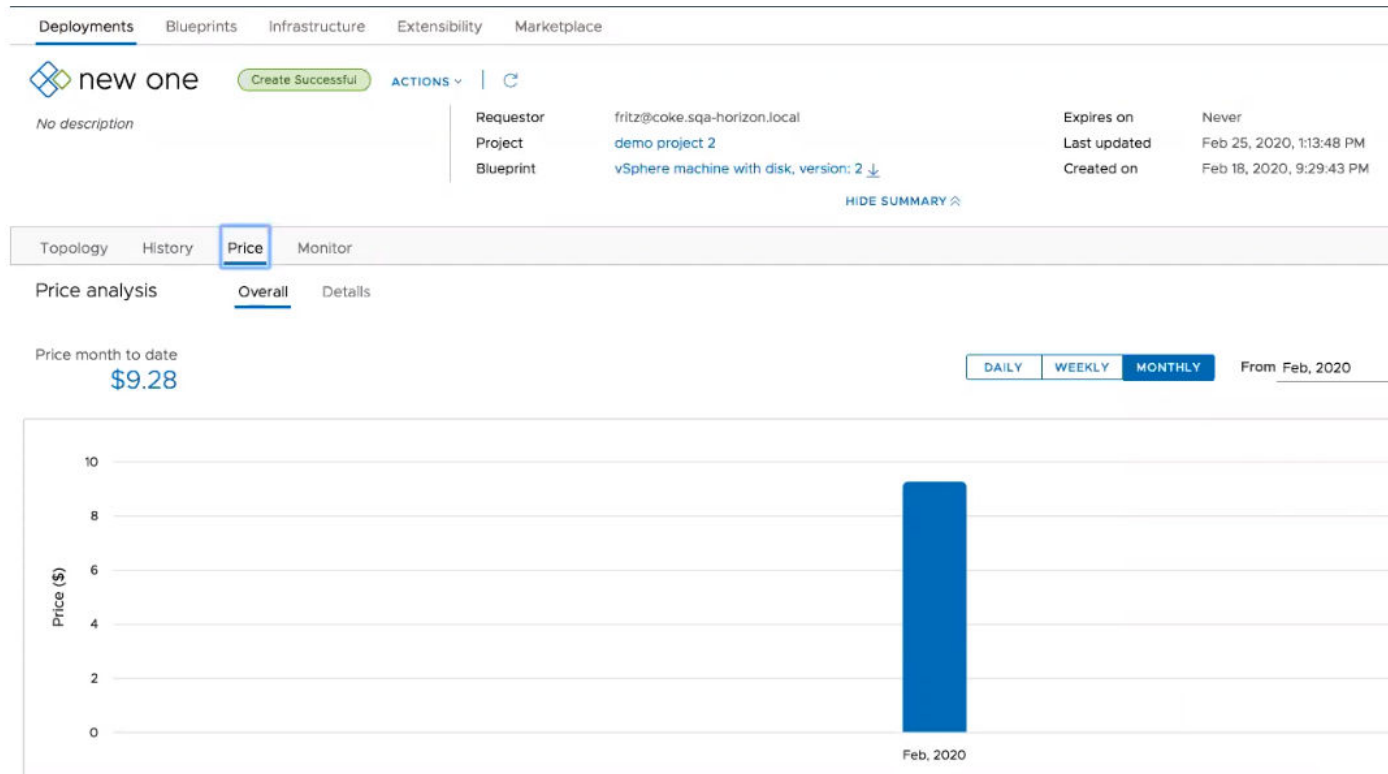 Deployments Blueprints Infrastructure Extensibility Marketplace
new one Create Successful ACTIONS
No description
Requestor fritz@coke.sqa-horizon.local Expires on Never
Project demo project 2 Last updated Feb 25, 2020, 1:13:48 PM
Blueprint vSphere machine with disk, version: 2 Created on Feb 18, 2020, 9:29:43 PM
HIDE SUMMARY
Topology History Price Monitor
Price analysis Overall Details
Price month to date
$9.28
DAILY WEEKLY MONTHLY From Feb, 2020
10
8
6
4
2
0
Price ($)
Feb, 2020